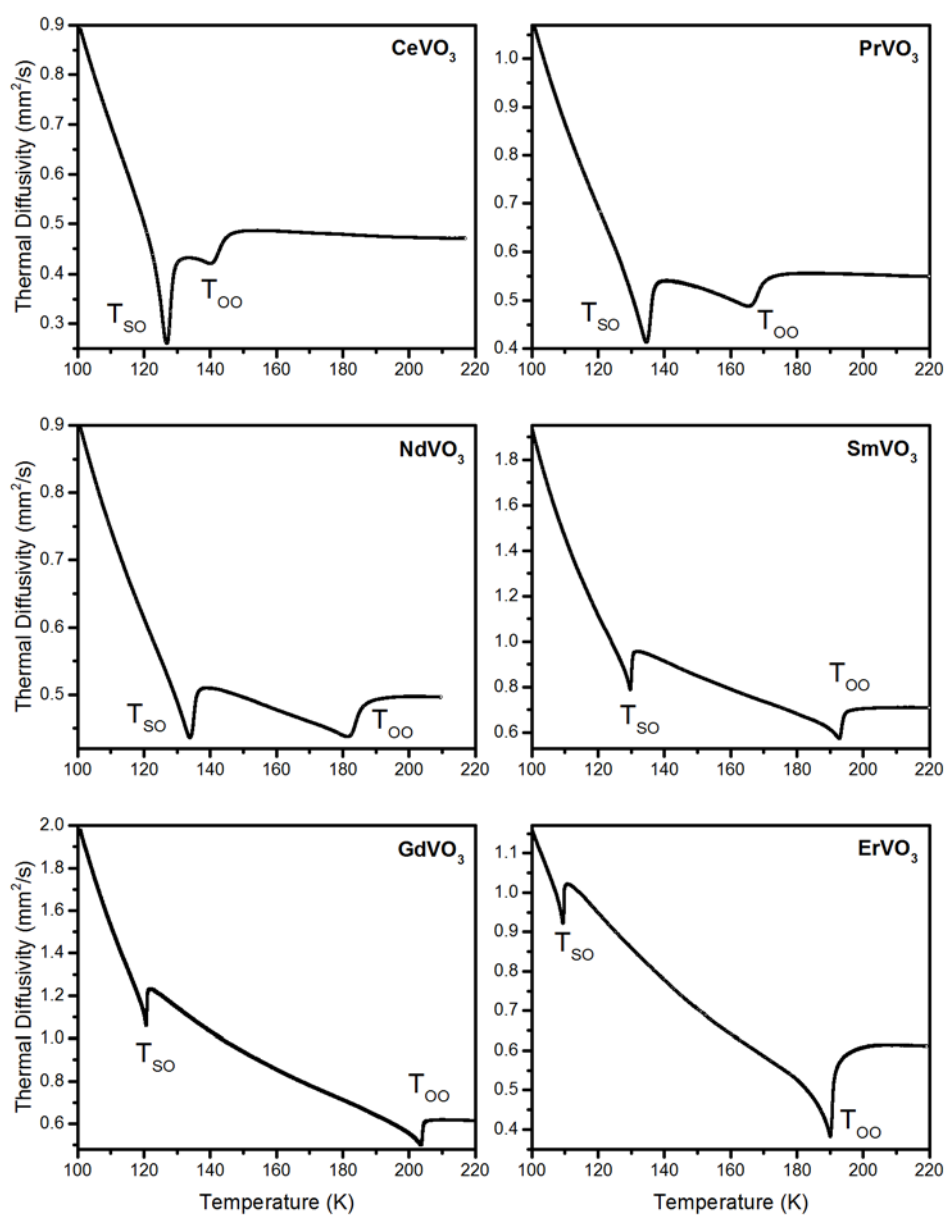 CeVO3
Thermal Diffusivity (mm2/s)
0.9
0.8
0.7
0.6
0.5
0.4
0.3
TSO
TOO
100 120 140 160 180 200 220
PrVO3
1.0
0.9
0.8
0.7
0.6
0.5
0.4
TSO
TOO
100 120 140 160 180 200 220
NdVO3
Thermal Diffusivity (mm2/s)
0.9
0.8
0.7
0.6
0.5
TSO
TOO
100 120 140 160 180 200 220
SmVO3
1.8
1.6
1.4
1.2
1.0
0.8
0.6
TSO
TOO
100 120 140 160 180 200 220
GdVO3
Thermal Diffusivity (mm2/s)
2.0
1.8
1.6
1.4
1.2
1.0
0.8
0.6
TSO
TOO
100 120 140 160 180 200 220
Temperature (K)
ErVO3
1.1
1.0
0.9
0.8
0.7
0.6
0.5
0.4
TSO
TOO
100 120 140 160 180 200 220
Temperature (K)